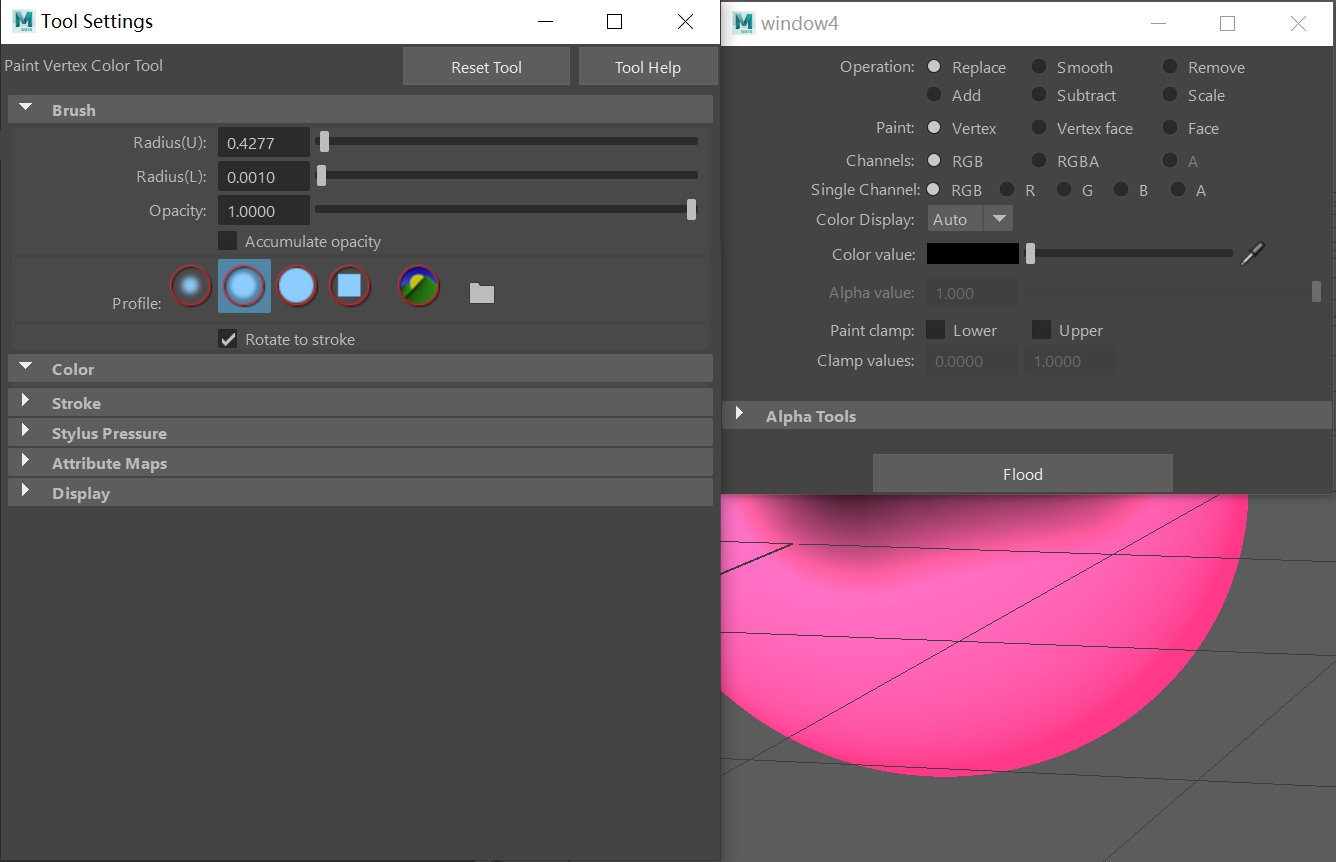 Tool Settings
Paint Vertex Color Tool
Reset Tool
Tool Help
Brush
Radius(U): 0.4277
Radius(L): 0.0010
Opacity: 1.0000
Accumulate opacity
Profile:
Rotate to stroke
Color
Stroke
Stylus Pressure
Attribute Maps
Display
window4
Operation: Replace Smooth Remove
Add Subtract Scale
Paint: Vertex Vertex face Face
Channels: RGB RGBA A
Single Channel: RGB R G B A
Color Display: Auto
Color value:
Alpha value: 1.000
Paint clamp: Lower Upper
Clamp values: 0.0000 1.0000
Alpha Tools
Flood